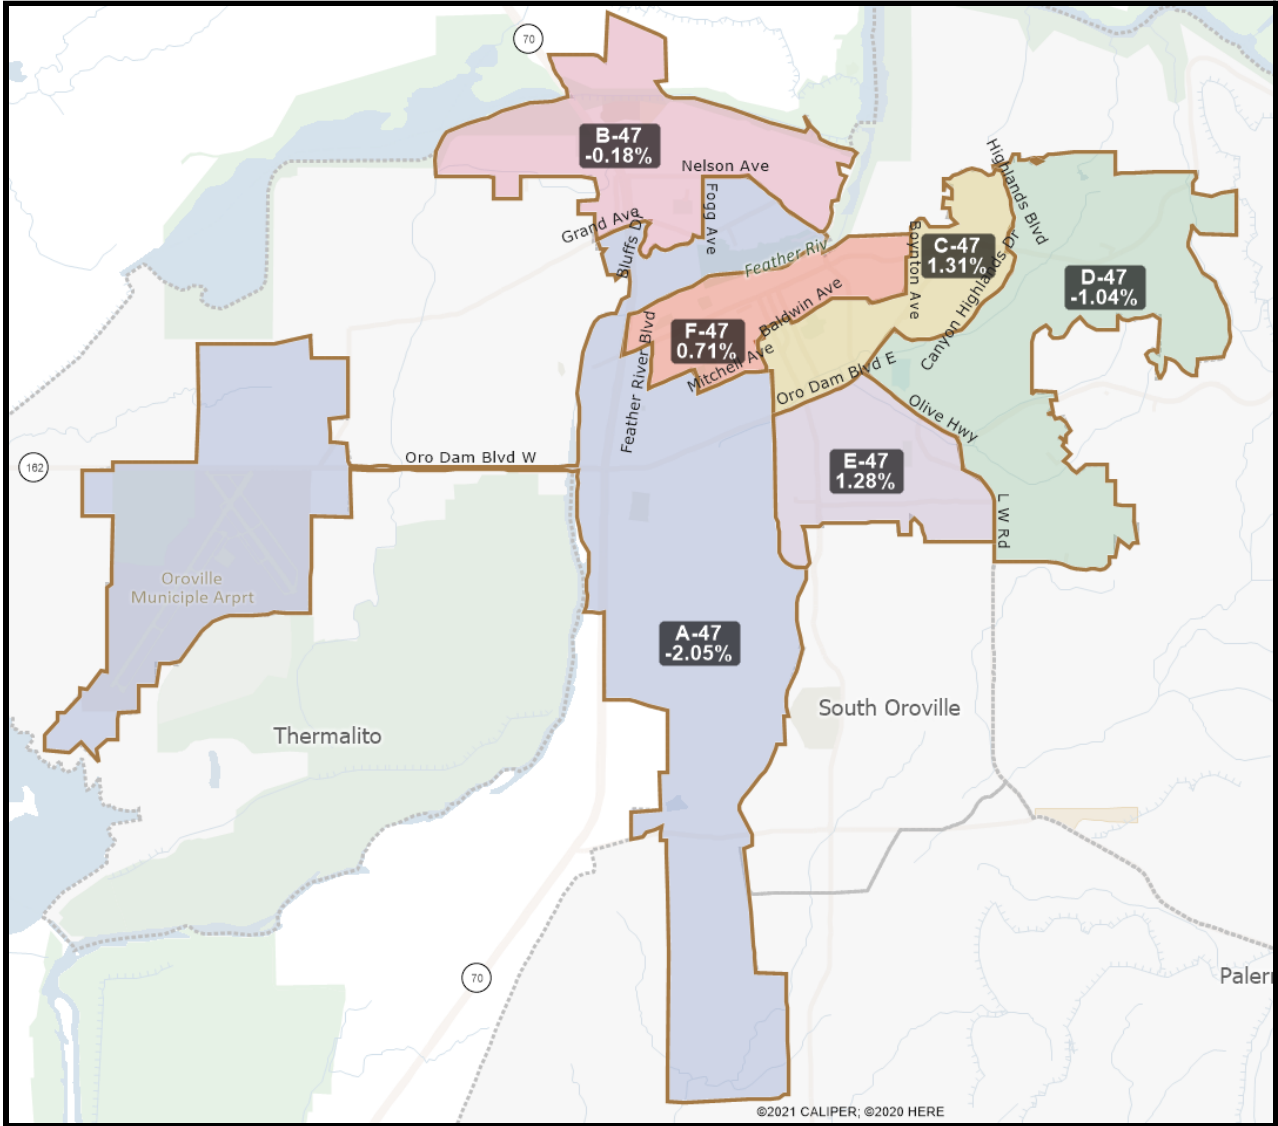 70
B-47
-0.18%
Nelson Ave
Highlands Blvd
Fogg Ave
Grand Ave
Bluffs D
Feather Riv
Boynton Ave
C-47
1.31%
Canyon Highlands Dr
D-47
-1.04%
Baldwin Ave
F-47
0.71%
Mitchell Ave
Feather River Blvd
Oro Dam Blvd E
Olive Hwy
162
Oro Dam Blvd W
E-47
1.28%
L W Rd
Oroville
Municiple Arprt
A-47
-2.05%
South Oroville
Thermalito
70
Paler
©2021 CALIPER; ©2020 HERE